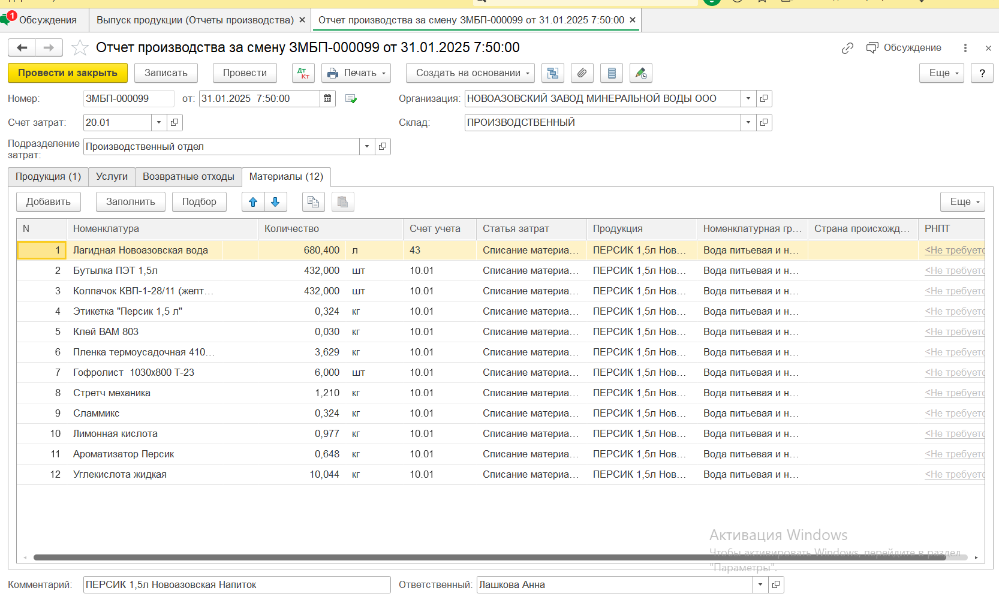 1
Обсуждения
Выпуск продукции (Отчеты производства) ×
Отчет производства за смену ЗМБП-000099 от 31.01.2025 7:50:00 ×
Отчет производства за смену ЗМБП-000099 от 31.01.2025 7:50:00
Обсуждение
Провести и закрыть
Записать
Провести
Дт Кт
Печать
Создать на основании
Еще
?
Номер: ЗМБП-000099 от: 31.01.2025 7:50:00
Организация: НОВОАЗОВСКИЙ ЗАВОД МИНЕРАЛЬНОЙ ВОДЫ ООО
Счет затрат: 20.01
Склад: ПРОИЗВОДСТВЕННЫЙ
Подразделение затрат: Производственный отдел
Продукция (1) Услуги Возвратные отходы Материалы (12)
Добавить Заполнить Подбор Еще
N Номенклатура Количество Счет учета Статья затрат Продукция Номенклатурная гр... Страна происхожд... РНПТ
1 Лагидная Новоазовская вода 680,400 л 43 Списание материа... ПЕРСИК 1,5л Нов... Вода питьевая и н... <Не требуетс
2 Бутылка ПЭТ 1,5л 432,000 шт 10.01 Списание материа... ПЕРСИК 1,5л Нов... Вода питьевая и н... <Не требуетс
3 Колпачок КВП-1-28/11 (желт... 432,000 шт 10.01 Списание материа... ПЕРСИК 1,5л Нов... Вода питьевая и н... <Не требуетс
4 Этикетка "Персик 1,5 л" 0,324 кг 10.01 Списание материа... ПЕРСИК 1,5л Нов... Вода питьевая и н... <Не требуетс
5 Клей ВАМ 803 0,030 кг 10.01 Списание материа... ПЕРСИК 1,5л Нов... Вода питьевая и н... <Не требуетс
6 Пленка термоусадочная 410... 3,629 кг 10.01 Списание материа... ПЕРСИК 1,5л Нов... Вода питьевая и н... <Не требуетс
7 Гофролист 1030х800 Т-23 6,000 шт 10.01 Списание материа... ПЕРСИК 1,5л Нов... Вода питьевая и н... <Не требуетс
8 Стретч механика 1,210 кг 10.01 Списание материа... ПЕРСИК 1,5л Нов... Вода питьевая и н... <Не требуетс
9 Сламмикс 0,324 кг 10.01 Списание материа... ПЕРСИК 1,5л Нов... Вода питьевая и н... <Не требуетс
10 Лимонная кислота 0,977 кг 10.01 Списание материа... ПЕРСИК 1,5л Нов... Вода питьевая и н... <Не требуетс
11 Ароматизатор Персик 0,648 кг 10.01 Списание материа... ПЕРСИК 1,5л Нов... Вода питьевая и н... <Не требуетс
12 Углекислота жидкая 10,044 кг 10.01 Списание материа... ПЕРСИК 1,5л Нов... Вода питьевая и н... <Не требуетс
Активация Windows
Чтобы активировать Windows, перейдите в раздел
"Параметры".
Комментарий: ПЕРСИК 1,5л Новоазовская Напиток
Ответственный: Лашкова Анна